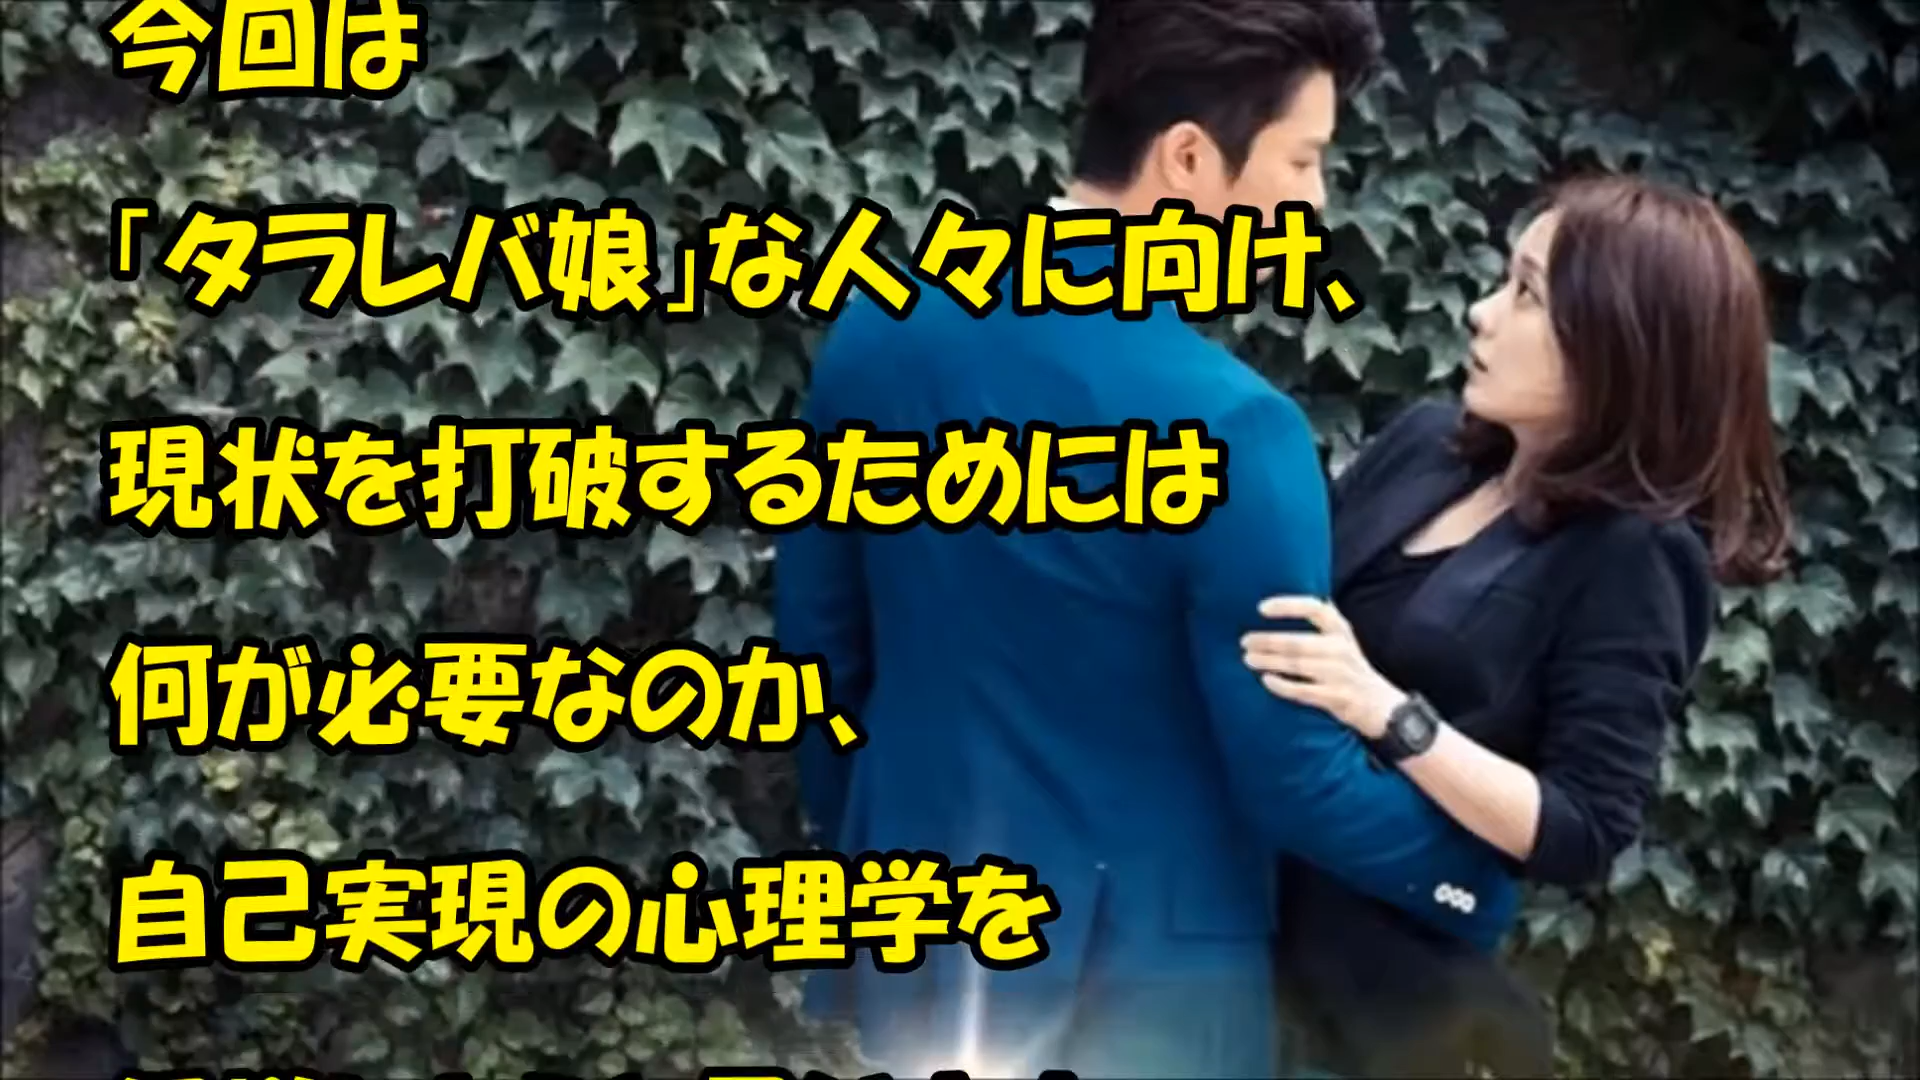 今回は
「タラレバ娘」な人々に向け、
現状を打破するためには
何が必要なのか、
自己実現の心理学を